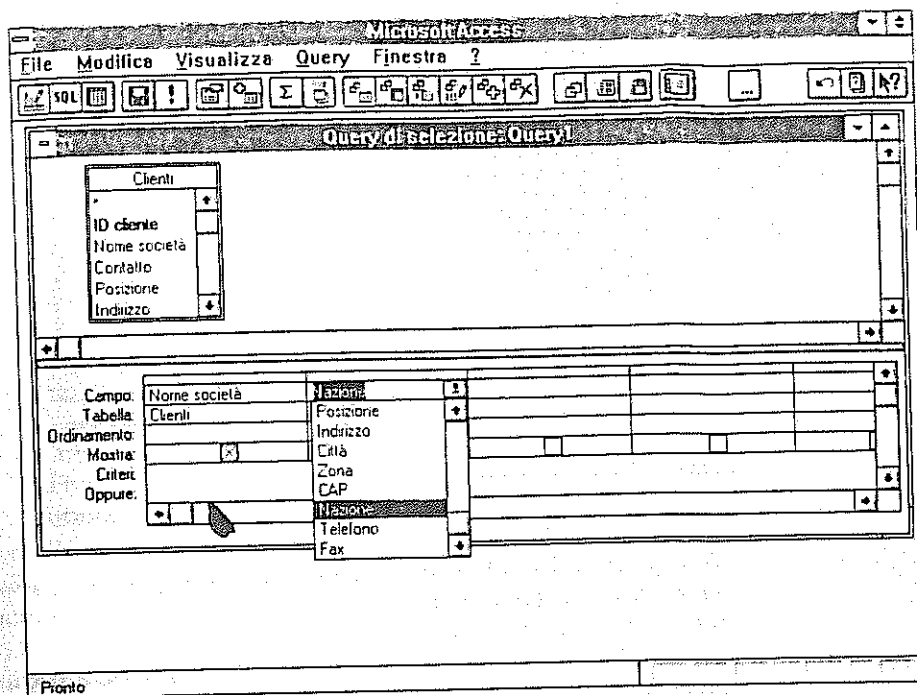 Microsoft Access
File Modifica Visualizza Query Finestra ?
SQL Σ ... ?
Query di selezione: Query1
Clienti
*
ID cliente
Nome società
Contatto
Posizione
Indirizzo
Campo: Nome società Nazione
Tabella: Clienti
Ordinamento:
Mostra:
Criteri:
Oppure:
Posizione
Indirizzo
Città
Zona
CAP
Nazione
Telefono
Fax
Pronto